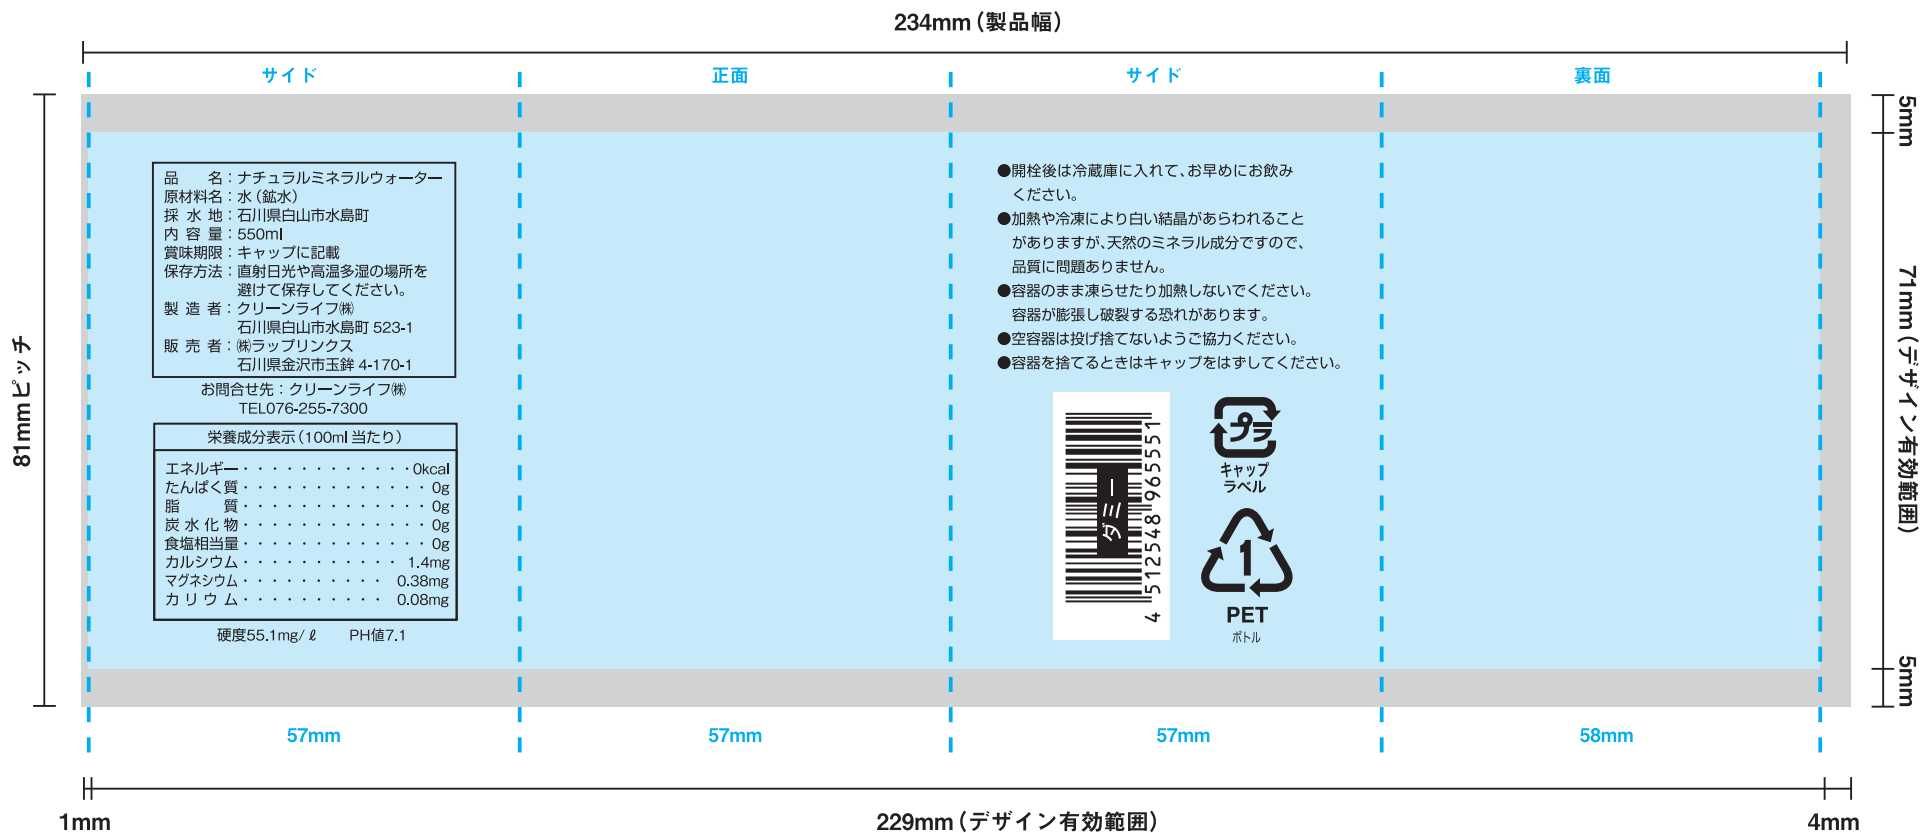 234mm（製品幅）
サイド
正面
サイド
裏面
5mm
71mm（デザイン有効範囲）
5mm
81mmピッチ
品　　名：ナチュラルミネラルウォーター
原材料名：水（鉱水）
採 水 地：石川県白山市水島町
内 容 量：550ml
賞味期限：キャップに記載
保存方法：直射日光や高温多湿の場所を
避けて保存してください。
製 造 者：クリーンライフ㈱
石川県白山市水島町 523-1
販 売 者：㈱ラップリンクス
石川県金沢市玉鉾 4-170-1
お問合せ先：クリーンライフ㈱
TEL076-255-7300
栄養成分表示（100ml 当たり）
エネルギー・・・・・・・・・・・・0kcal
たんぱく質・・・・・・・・・・・・・0g
脂　　質・・・・・・・・・・・・・0g
炭 水 化 物・・・・・・・・・・・・・0g
食塩相当量・・・・・・・・・・・・・0g
カルシウム・・・・・・・・・・・1.4mg
マグネシウム・・・・・・・・・・0.38mg
カ リ ウ ム・・・・・・・・・・0.08mg
硬度55.1mg/ℓ　　PH値7.1
●開栓後は冷蔵庫に入れて、お早めにお飲み
ください。
●加熱や冷凍により白い結晶があらわれること
がありますが、天然のミネラル成分ですので、
品質に問題ありません。
●容器のまま凍らせたり加熱しないでください。
容器が膨張し破裂する恐れがあります。
●空容器は投げ捨てないようご協力ください。
●容器を捨てるときはキャップをはずしてください。
ダミー
4 512548 965551
プラ
キャップ
ラベル
1
PET
ボトル
57mm
57mm
57mm
58mm
1mm
229mm（デザイン有効範囲）
4mm